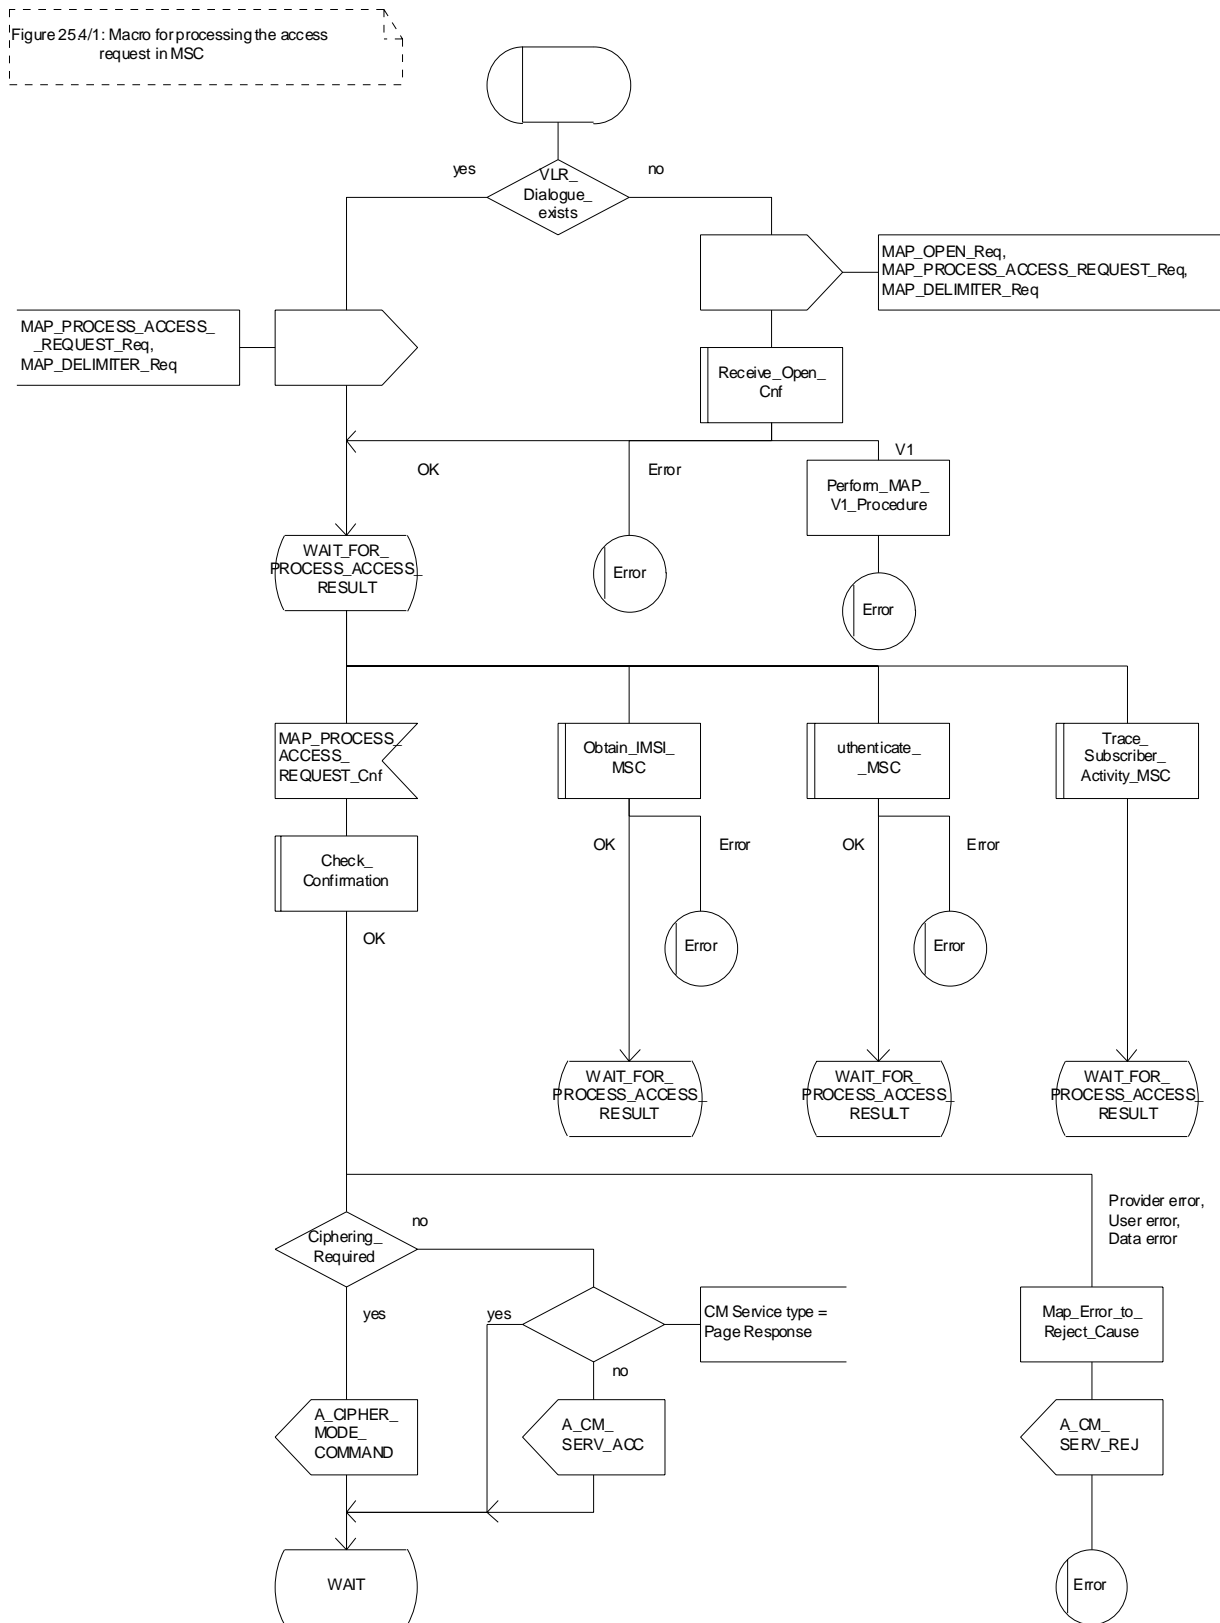 Figure 25.4/1: Macro for processing the access
request in MSC
yes
VLR_
Dialogue_
exists
no
MAP_OPEN_Req,
MAP_PROCESS_ACCESS_REQUEST_Req,
MAP_DELIMITER_Req
MAP_PROCESS_ACCESS_
_REQUEST_Req,
MAP_DELIMITER_Req
Receive_Open_
Cnf
OK
Error
V1
Perform_MAP_
V1_Procedure
WAIT_FOR_
PROCESS_ACCESS_
RESULT
Error
Error
MAP_PROCESS_
ACCESS_
REQUEST_Cnf
Obtain_IMSI_
MSC
uthenticate_
_MSC
Trace_
Subscriber_
Activity_MSC
Check_
Confirmation
OK
Error
OK
Error
OK
Error
Error
WAIT_FOR_
PROCESS_ACCESS_
RESULT
WAIT_FOR_
PROCESS_ACCESS_
RESULT
WAIT_FOR_
PROCESS_ACCESS_
RESULT
Provider error,
User error,
Data error
Ciphering_
Required
no
yes
yes
CM Service type =
Page Response
Map_Error_to_
Reject_Cause
no
A_CIPHER_
MODE_
COMMAND
A_CM_
SERV_ACC
A_CM_
SERV_REJ
WAIT
Error